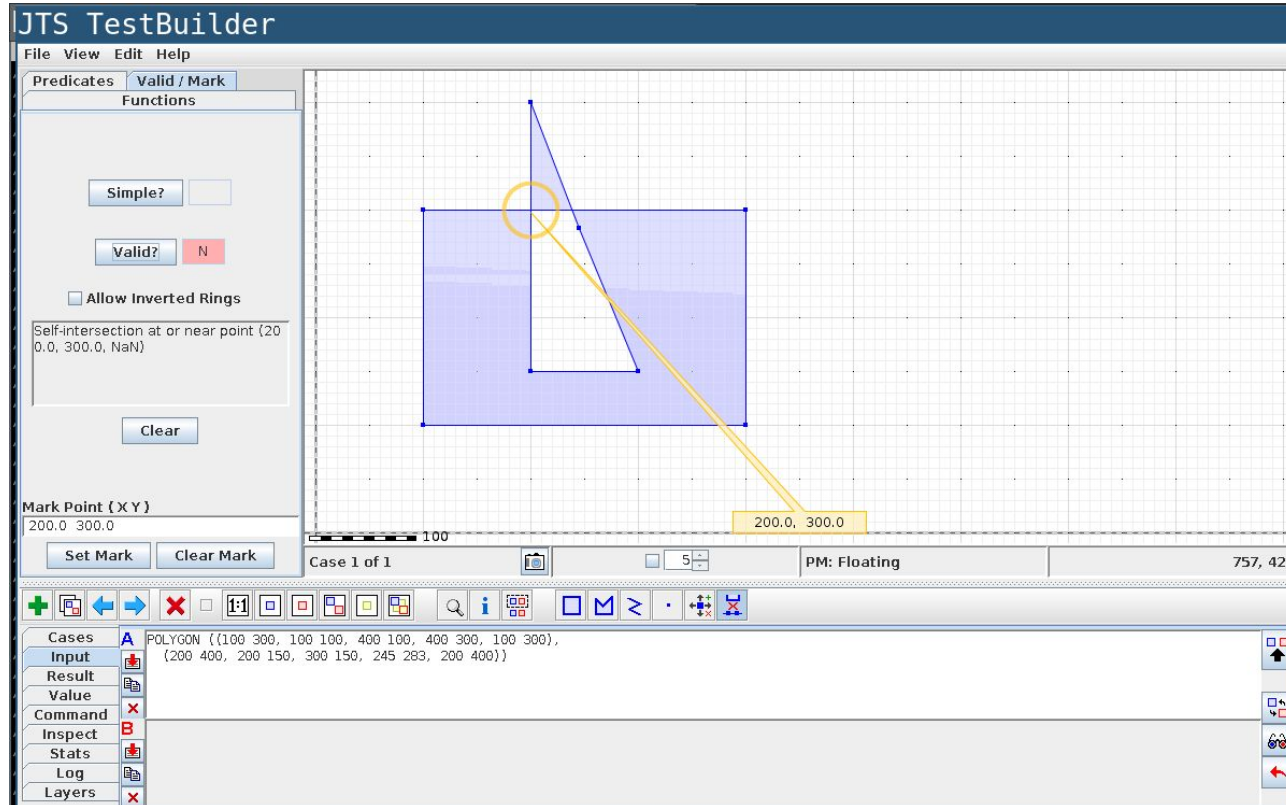 JTS TestBuilder
File View Edit Help
Predicates Valid / Mark
Functions
Simple?
Valid? N
Allow Inverted Rings
Self-intersection at or near point (20
0.0, 300.0, NaN)
Clear
Mark Point ( X Y )
200.0 300.0
Set Mark Clear Mark
200.0, 300.0
100
Case 1 of 1 5 PM: Floating 757, 42
1:1
Cases
Input
Result
Value
Command
Inspect
Stats
Log
Layers
A
B
POLYGON ((100 300, 100 100, 400 100, 400 300, 100 300),
(200 400, 200 150, 300 150, 245 283, 200 400))